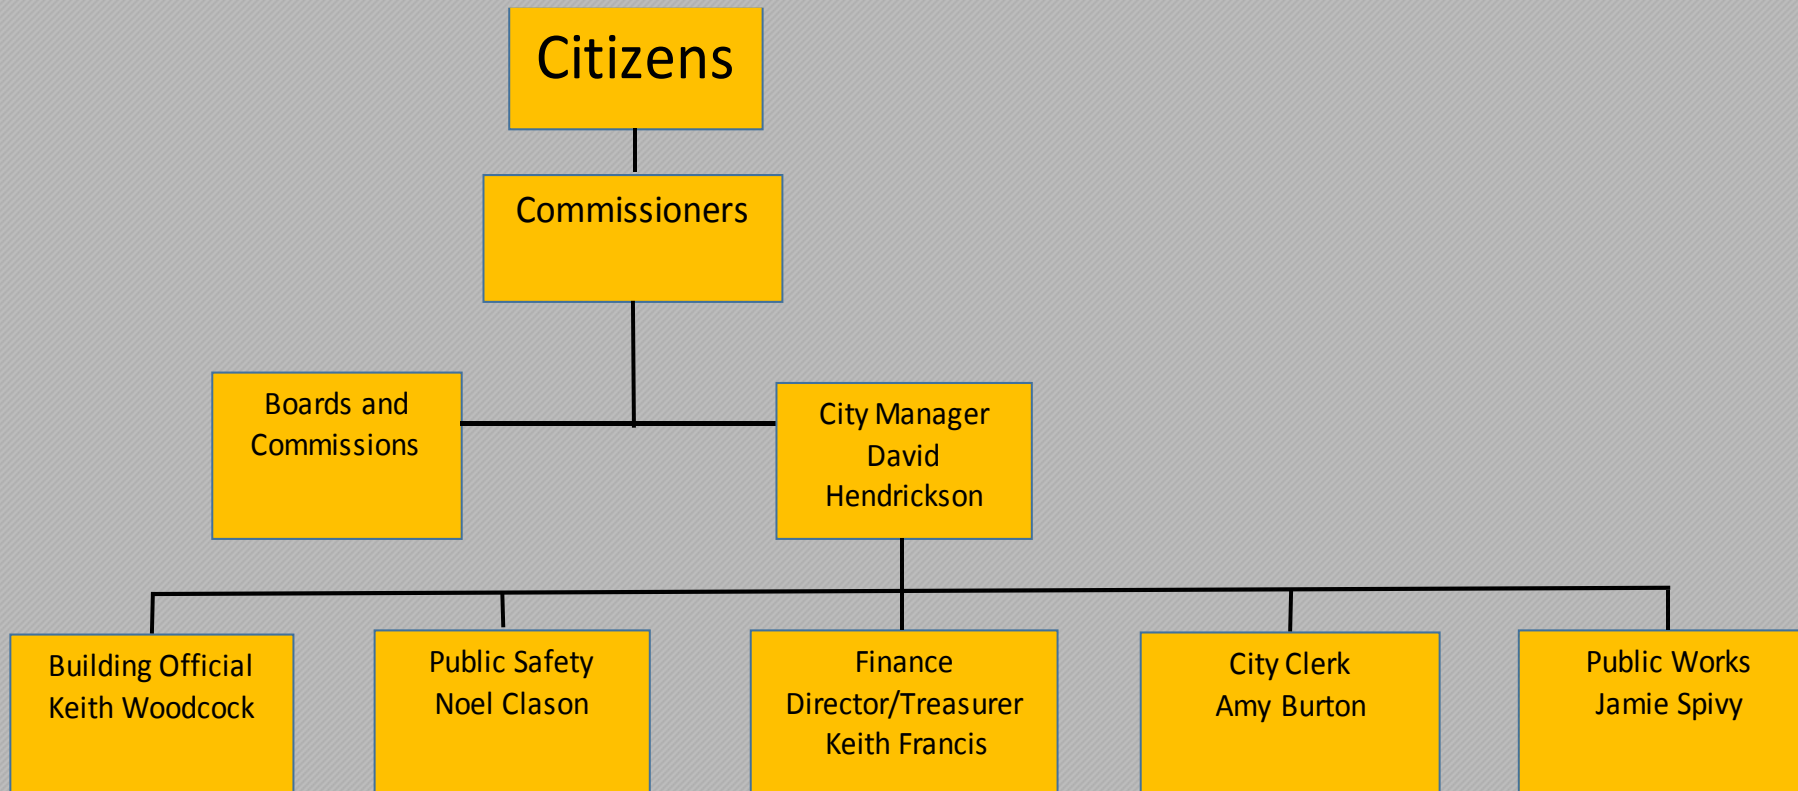 Citizens
Commissioners
Boards and
Commissions
City Manager
David
Hendrickson
Building Official
Keith Woodcock
Public Safety
Noel Clason
Finance
Director/Treasurer
Keith Francis
City Clerk
Amy Burton
Public Works
Jamie Spivy